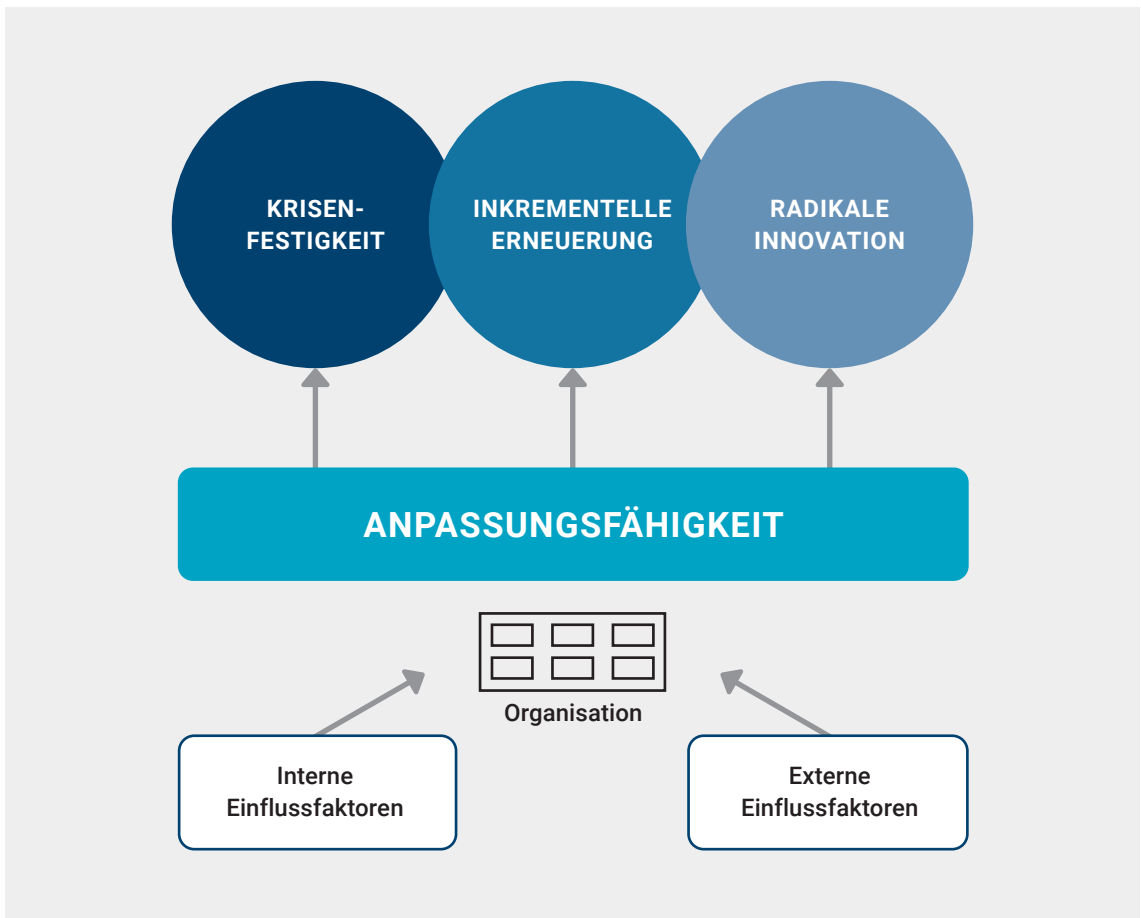 KRISEN-
FESTIGKEIT
INKREMENTELLE
ERNEUERUNG
RADIKALE
INNOVATION
ANPASSUNGSFÄHIGKEIT
Organisation
Interne
Einflussfaktoren
Externe
Einflussfaktoren